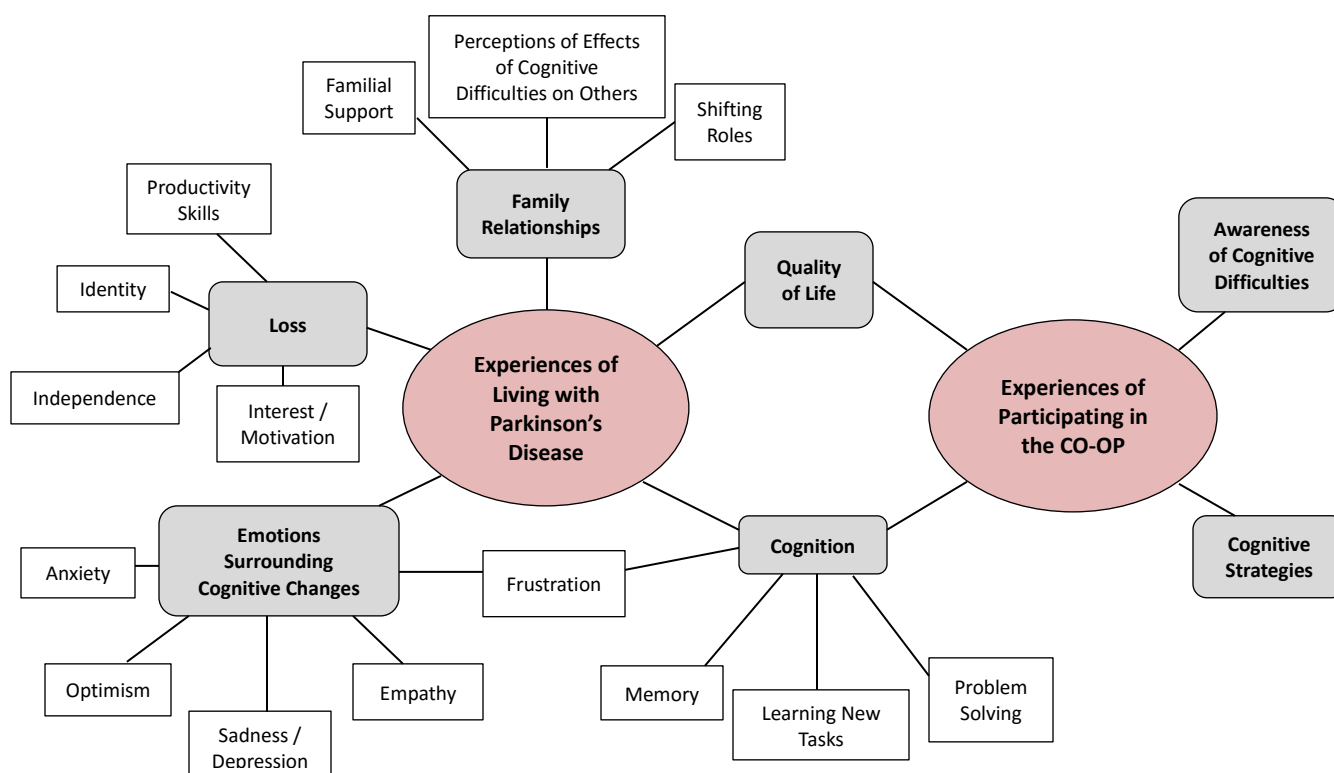 Perceptions of Effects
of Cognitive
Difficulties on Others
Familial
Support
Shifting
Roles
Productivity
Skills
Family
Relationships
Awareness
of Cognitive
Difficulties
Quality
of Life
Identity
Loss
Experiences of
Living with
Parkinson’s
Disease
Experiences of
Participating in
the CO-OP
Independence
Interest /
Motivation
Emotions
Surrounding
Cognitive Changes
Cognition
Cognitive
Strategies
Anxiety
Frustration
Optimism
Empathy
Memory
Problem
Solving
Learning New
Tasks
Sadness /
Depression